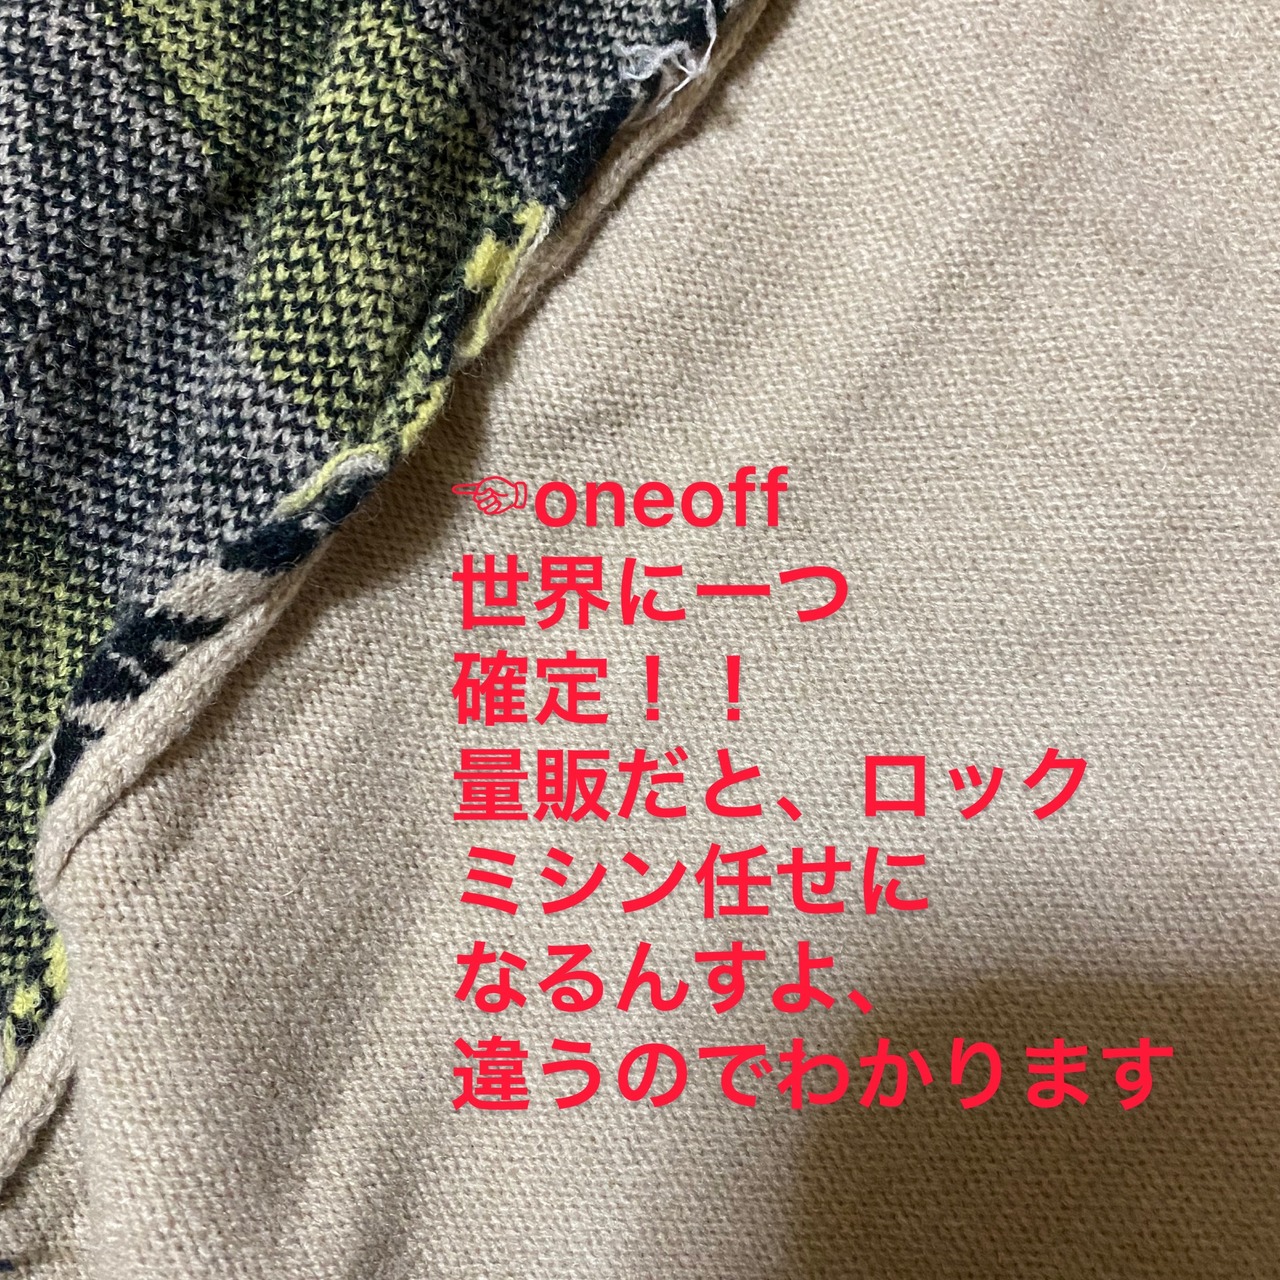 ☜oneoff
世界に一つ
確定！！
量販だと、ロック
ミシン任せに
なるんすよ、
違うのでわかります